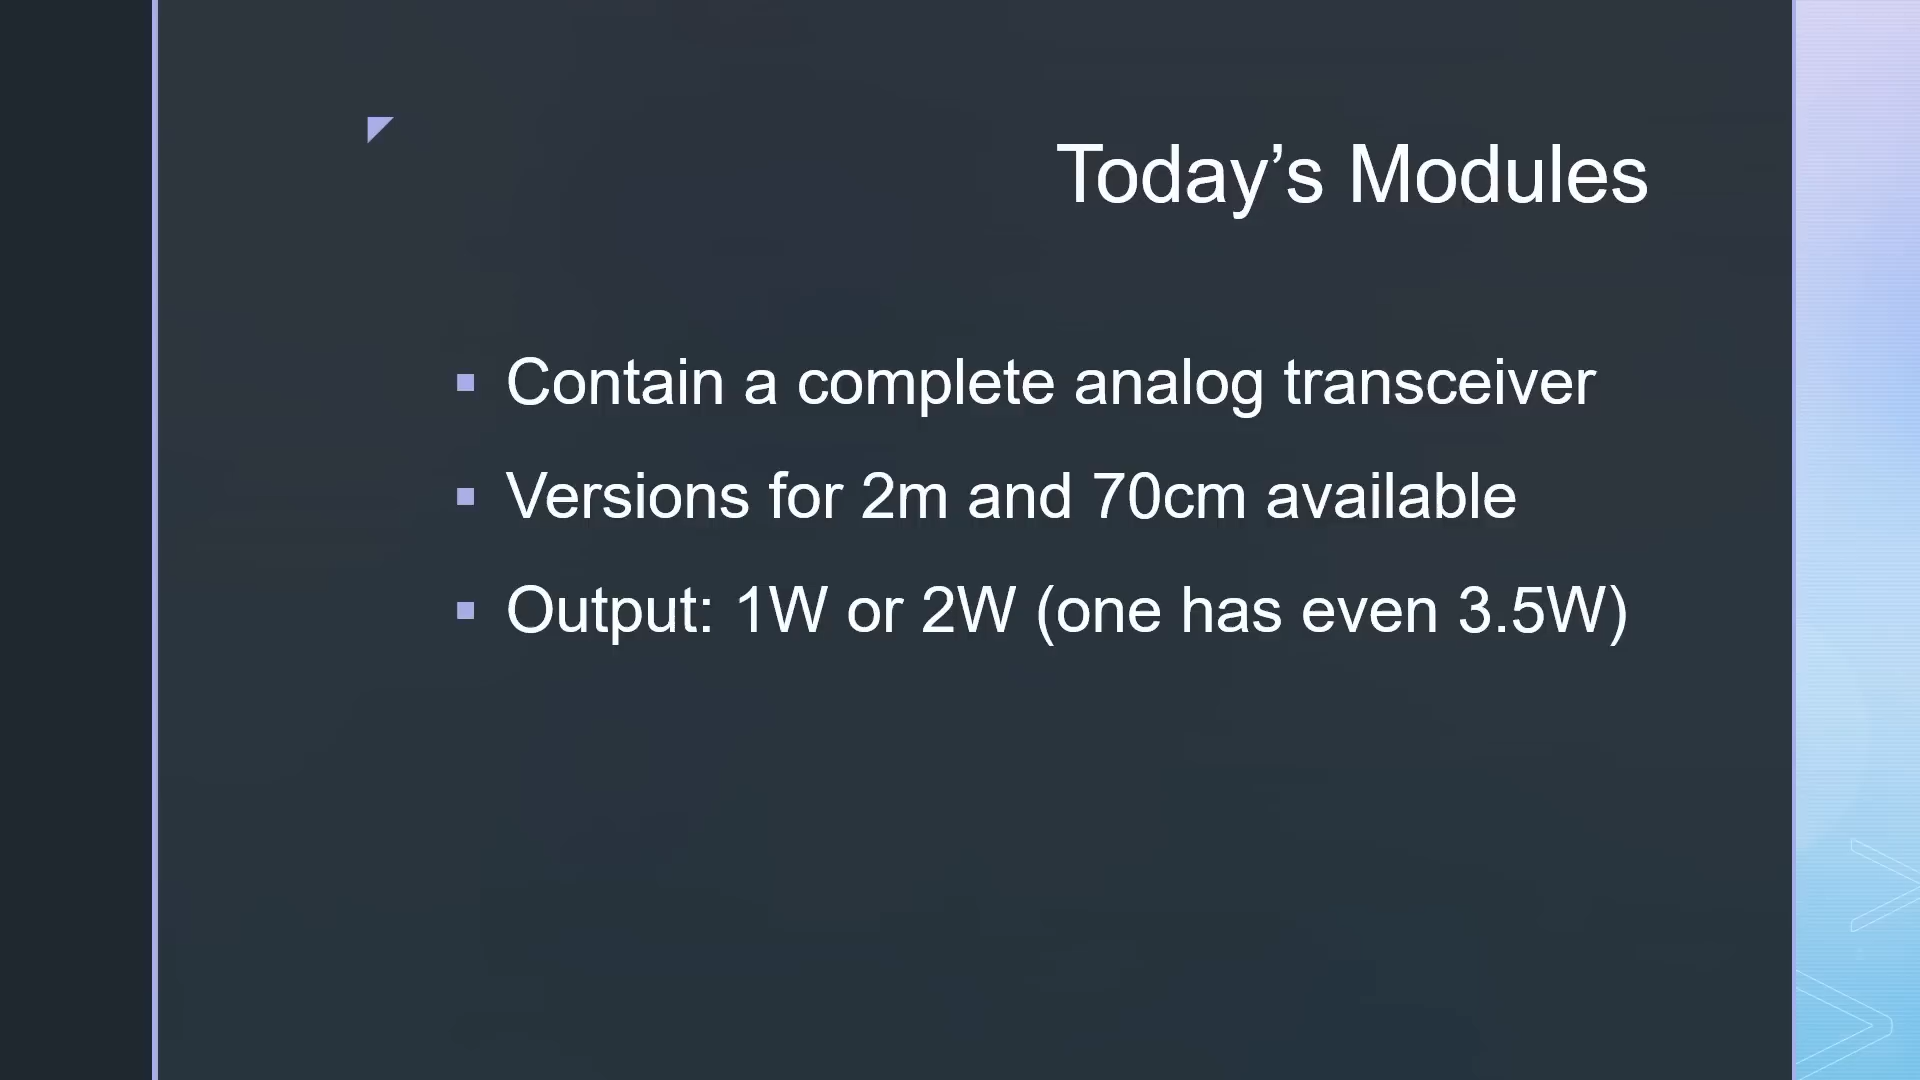 Today’s Modules
Contain a complete analog transceiver
Versions for 2m and 70cm available
Output: 1W or 2W (one has even 3.5W)